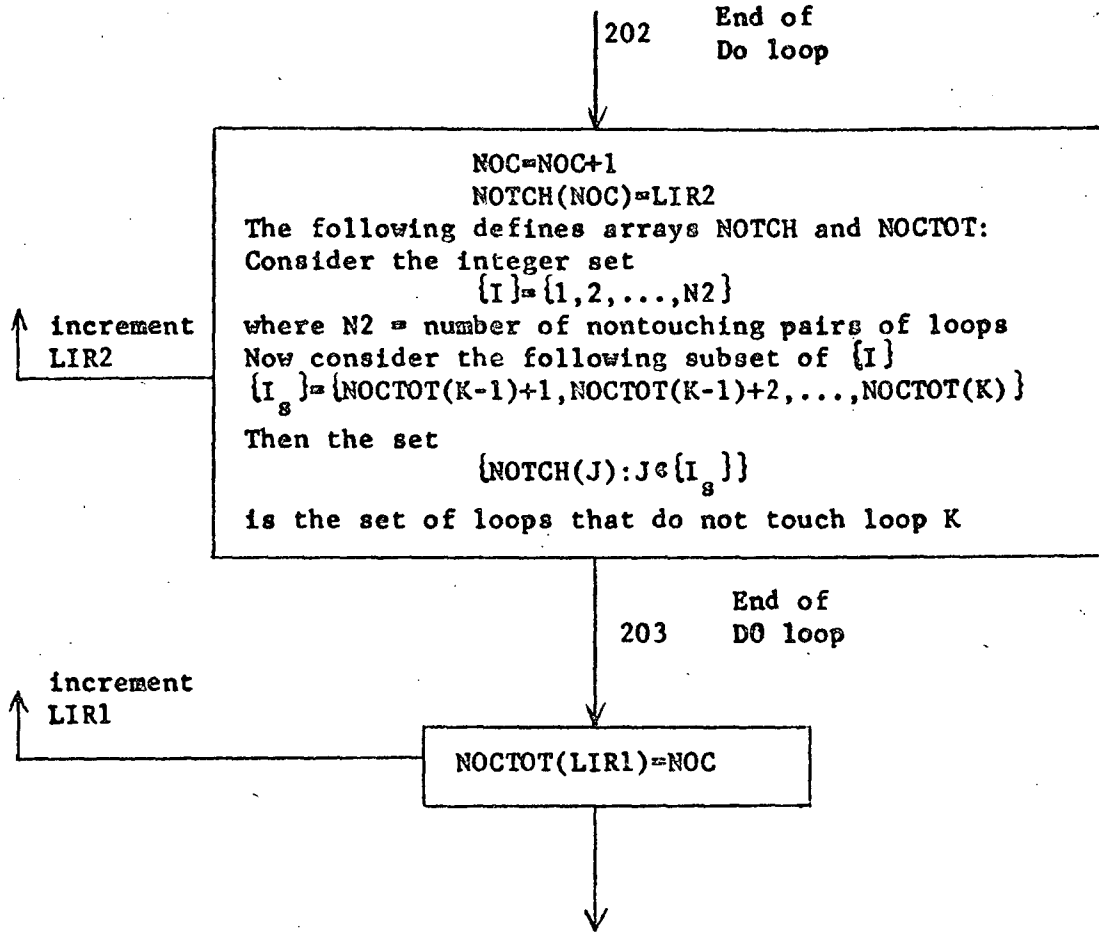 202
End of
Do loop
NOC=NOC+1
NOTCH(NOC)=LIR2
The following defines arrays NOTCH and NOCTOT:
Consider the integer set
{I}={1,2,...,N2}
where N2 = number of nontouching pairs of loops
Now consider the following subset of {I}
{I_s}={NOCTOT(K-1)+1,NOCTOT(K-1)+2,...,NOCTOT(K)}
Then the set
{NOTCH(J):J∈{I_s}}
is the set of loops that do not touch loop K
increment
LIR2
203
End of
DO loop
increment
LIR1
NOCTOT(LIR1)=NOC